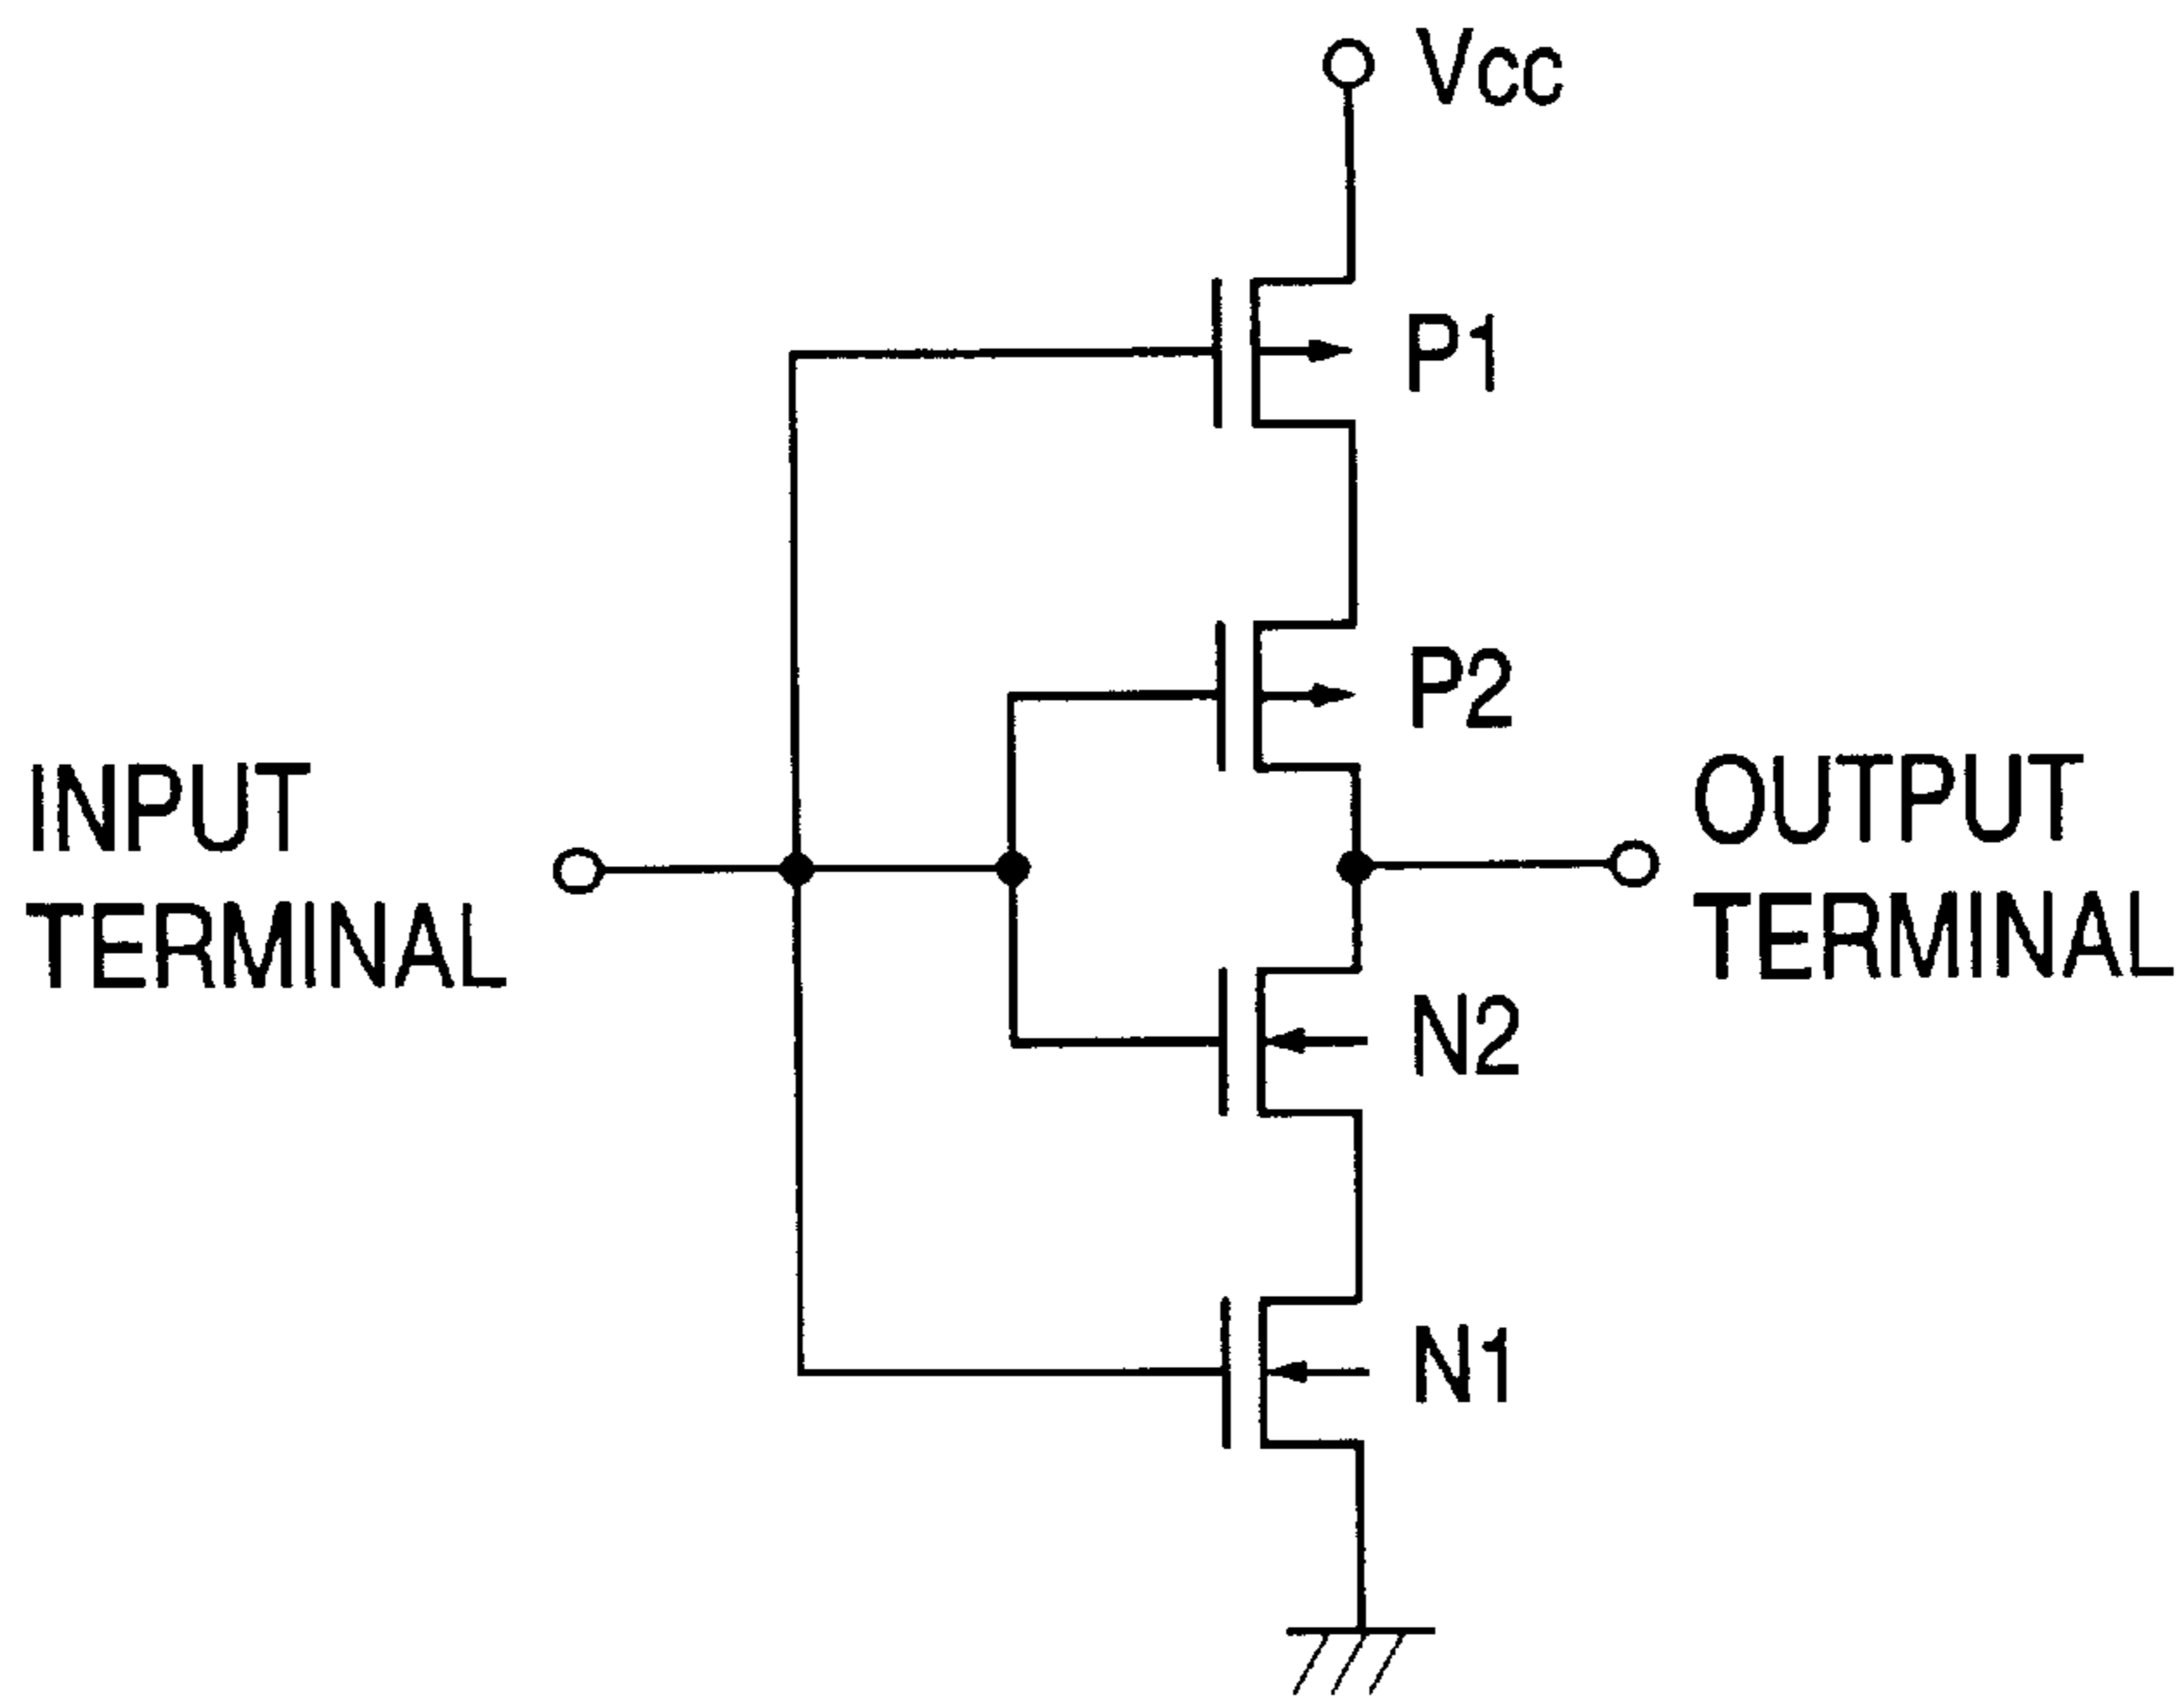 Vcc
P1
P2
INPUT
TERMINAL
OUTPUT
TERMINAL
N2
N1